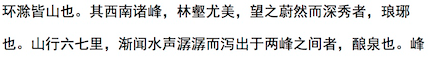 环滁皆山也。其西南诸峰，林壑尤美，望之蔚然而深秀者，琅琊
也。山行六七里，渐闻水声潺潺而泻出于两峰之间者，酿泉也。峰